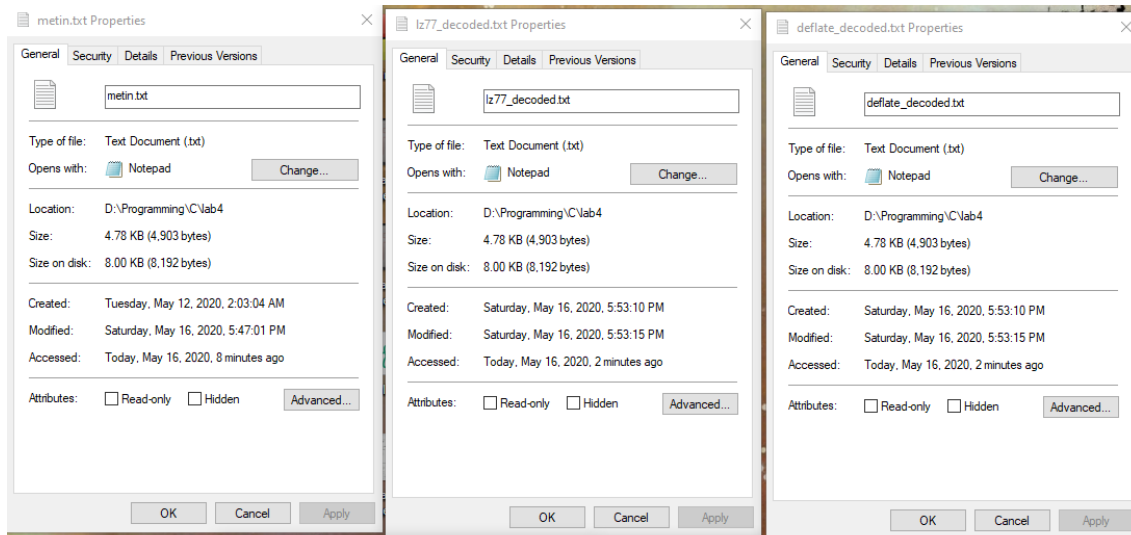 metin.txt Properties
General Security Details Previous Versions
metin.txt
Type of file: Text Document (.txt)
Opens with: Notepad Change...
Location: D:\Programming\C\lab4
Size: 4.78 KB (4,903 bytes)
Size on disk: 8.00 KB (8,192 bytes)
Created: Tuesday, May 12, 2020, 2:03:04 AM
Modified: Saturday, May 16, 2020, 5:47:01 PM
Accessed: Today, May 16, 2020, 8 minutes ago
Attributes: Read-only Hidden Advanced...
OK Cancel Apply
lz77_decoded.txt Properties
General Security Details Previous Versions
lz77_decoded.txt
Type of file: Text Document (.txt)
Opens with: Notepad Change...
Location: D:\Programming\C\lab4
Size: 4.78 KB (4,903 bytes)
Size on disk: 8.00 KB (8,192 bytes)
Created: Saturday, May 16, 2020, 5:53:10 PM
Modified: Saturday, May 16, 2020, 5:53:15 PM
Accessed: Today, May 16, 2020, 2 minutes ago
Attributes: Read-only Hidden Advanced...
OK Cancel Apply
deflate_decoded.txt Properties
General Security Details Previous Versions
deflate_decoded.txt
Type of file: Text Document (.txt)
Opens with: Notepad Change...
Location: D:\Programming\C\lab4
Size: 4.78 KB (4,903 bytes)
Size on disk: 8.00 KB (8,192 bytes)
Created: Saturday, May 16, 2020, 5:53:10 PM
Modified: Saturday, May 16, 2020, 5:53:15 PM
Accessed: Today, May 16, 2020, 2 minutes ago
Attributes: Read-only Hidden Advanced...
OK Cancel Apply